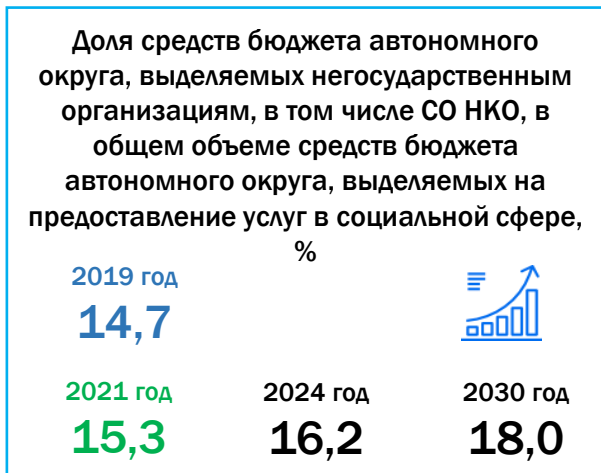 Доля средств бюджета автономного
округа, выделяемых негосударственным
организациям, в том числе СО НКО, в
общем объеме средств бюджета
автономного округа, выделяемых на
предоставление услуг в социальной сфере,
%
2019 год
14,7
2021 год
15,3
2024 год
16,2
2030 год
18,0